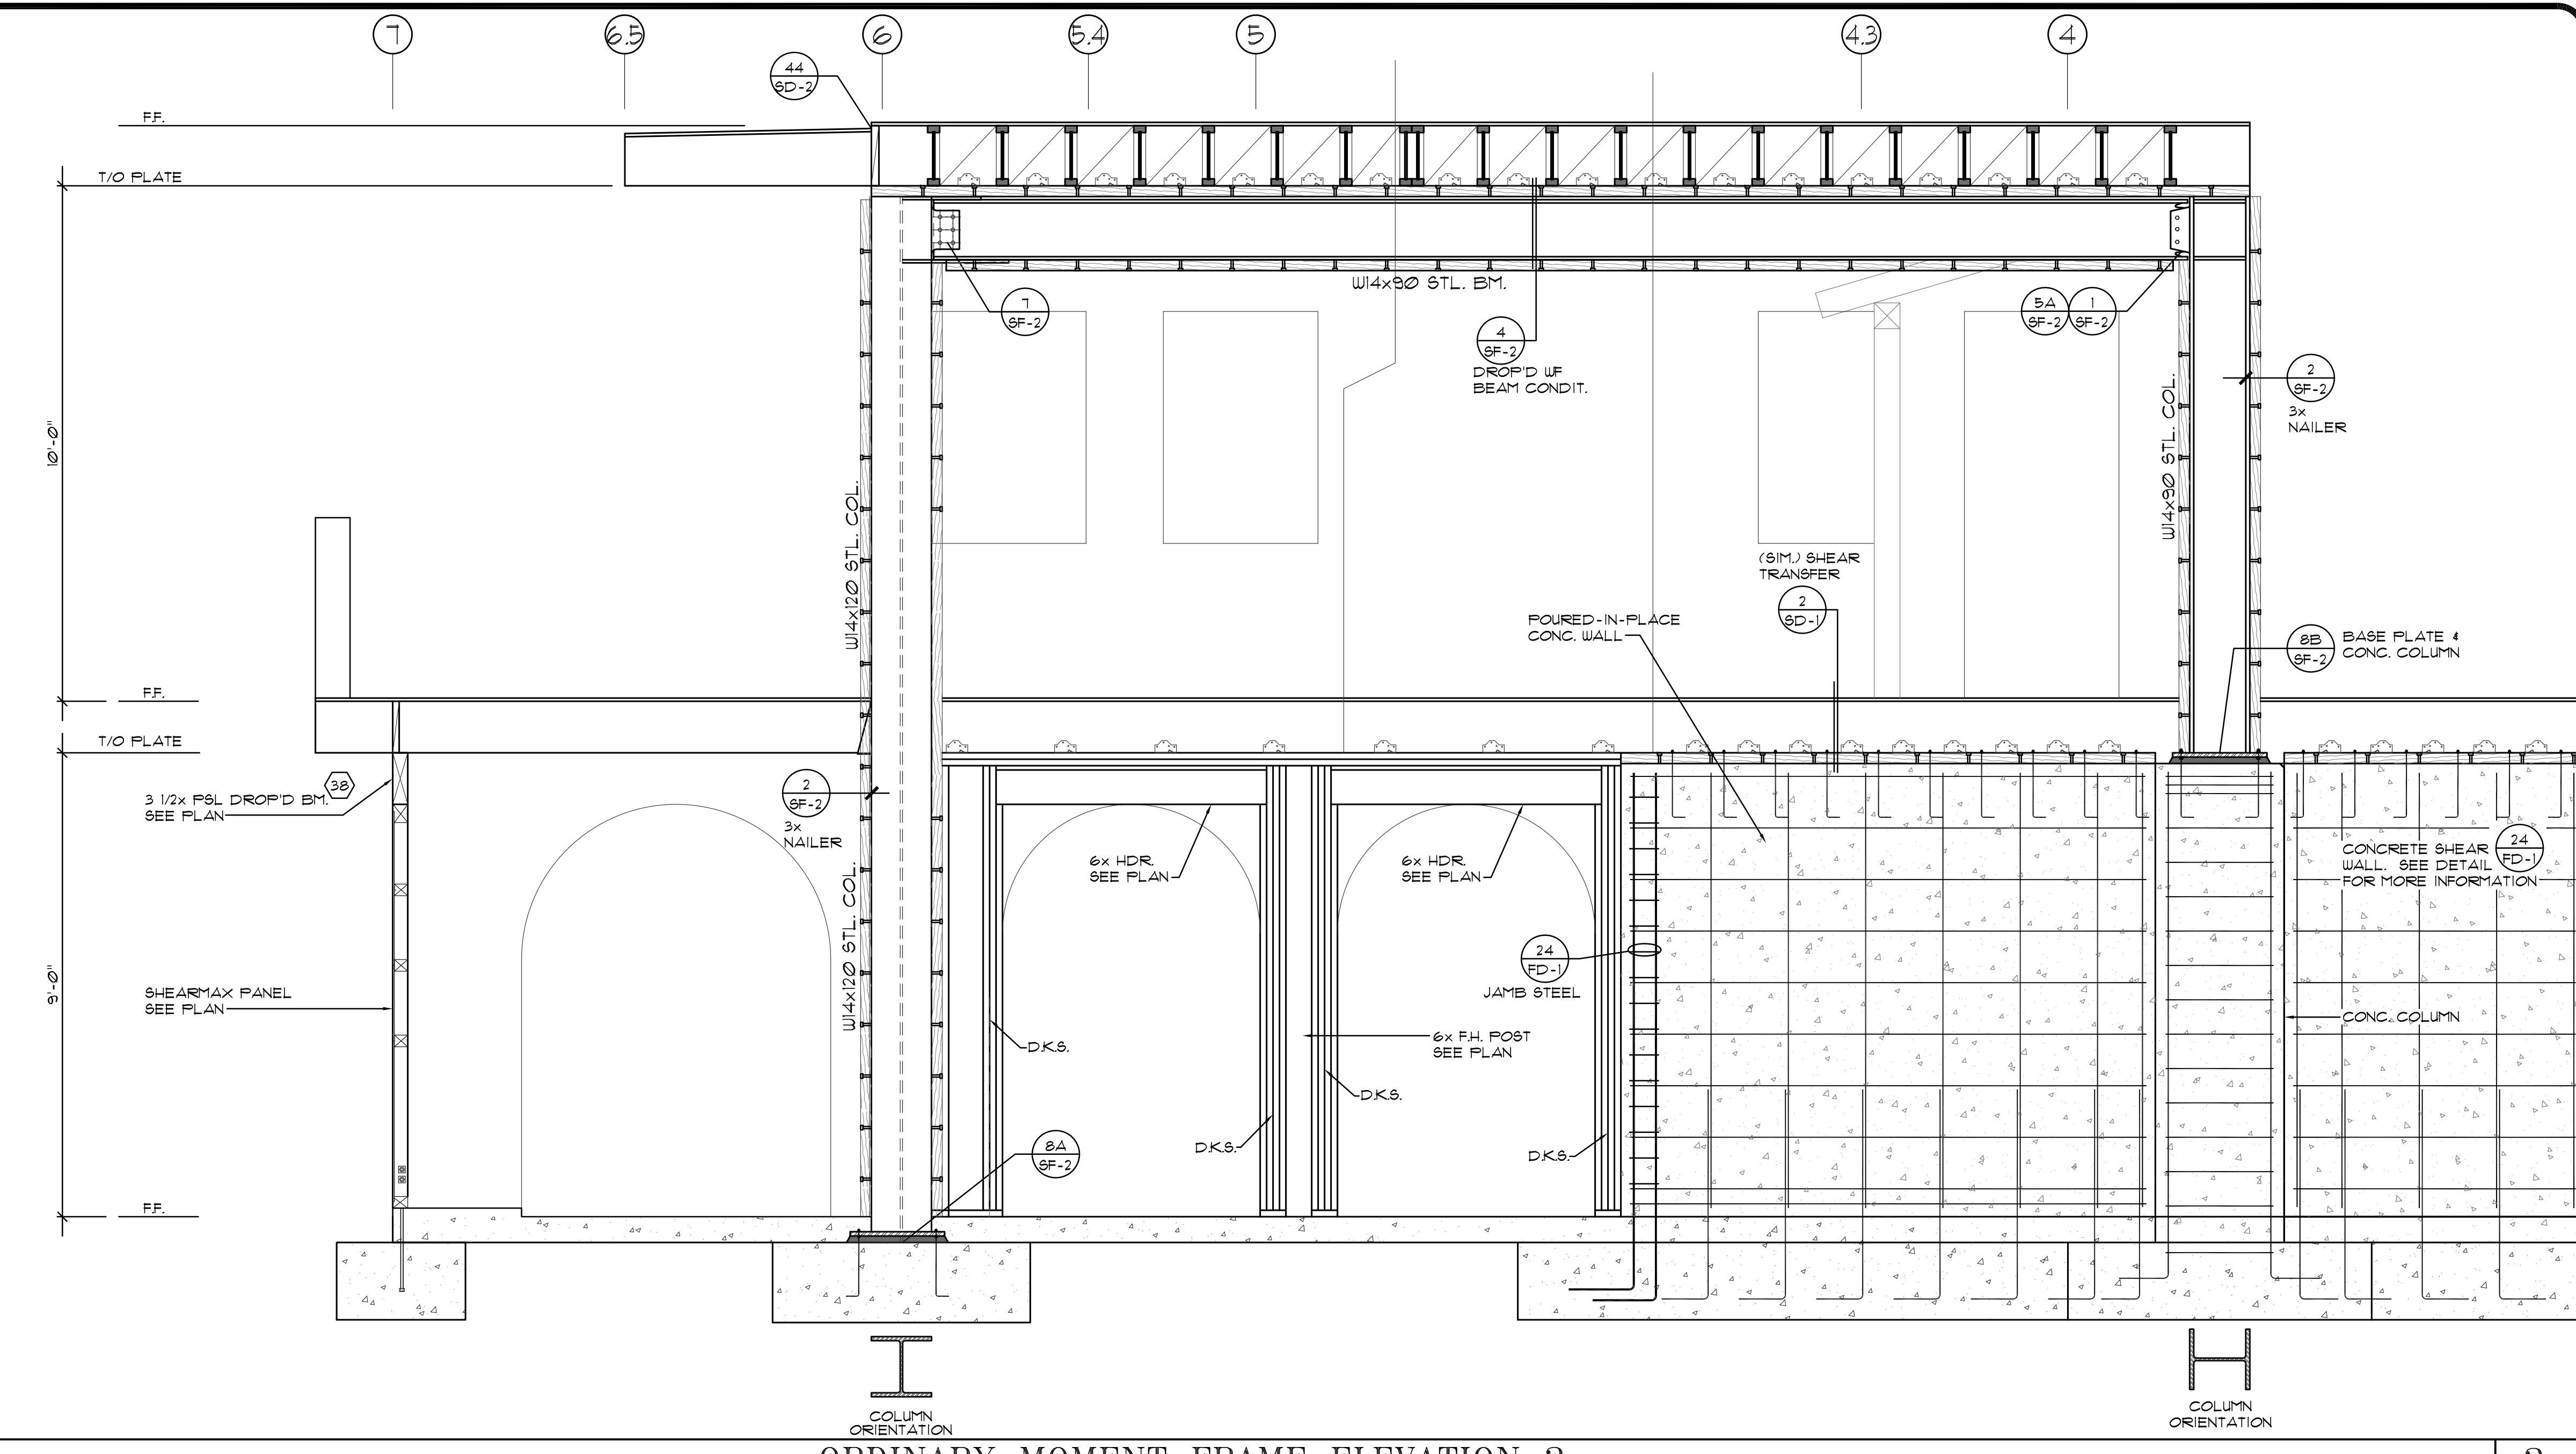 7
6.5
6
5.4
5
4.3
4
44
SD-2
F.F.
T/O PLATE
W14x90 STL. BM.
7
SF-2
4
SF-2
DROP'D WF
BEAM CONDIT.
5A
SF-2
1
SF-2
2
SF-2
3x
NAILER
10'-0"
W14x120 STL. COL.
W14x90 STL. COL.
(SIM.) SHEAR
TRANSFER
2
SD-1
POURED-IN-PLACE
CONC. WALL
8B
SF-2
BASE PLATE &
CONC. COLUMN
F.F.
T/O PLATE
38
3 1/2x PSL DROP'D BM.
SEE PLAN
2
SF-2
3x
NAILER
6x HDR.
SEE PLAN
6x HDR.
SEE PLAN
24
FD-1
CONCRETE SHEAR
WALL. SEE DETAIL
FOR MORE INFORMATION
9'-0"
W14x120 STL. COL.
24
FD-1
JAMB STEEL
SHEARMAX PANEL
SEE PLAN
CONC. COLUMN
D.K.S.
6x F.H. POST
SEE PLAN
D.K.S.
D.K.S.
D.K.S.
8A
SF-2
F.F.
COLUMN
ORIENTATION
COLUMN
ORIENTATION
ORDINARY MOMENT FRAME ELEVATION 2